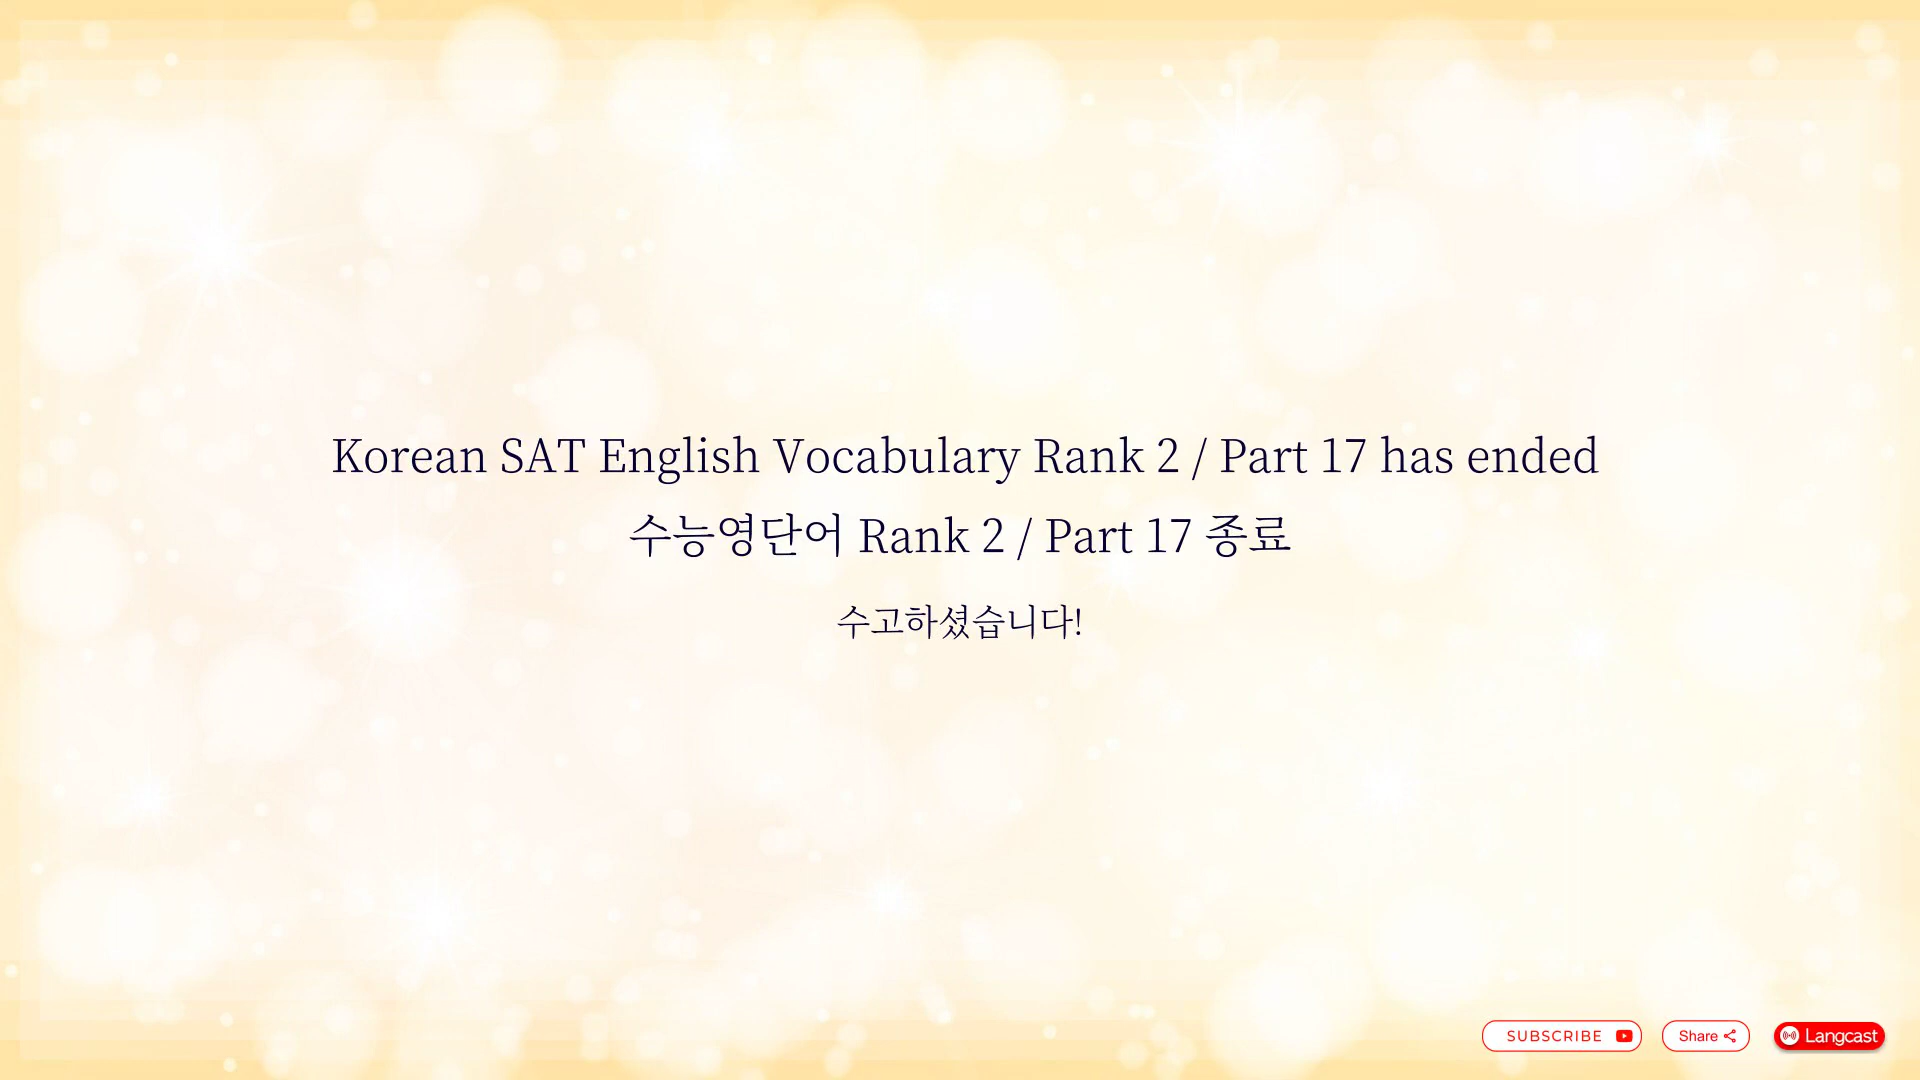 Korean SAT English Vocabulary Rank 2 / Part 17 has ended
수능영단어 Rank 2 / Part 17 종료
수고하셨습니다!
SUBSCRIBE
Share
Langcast